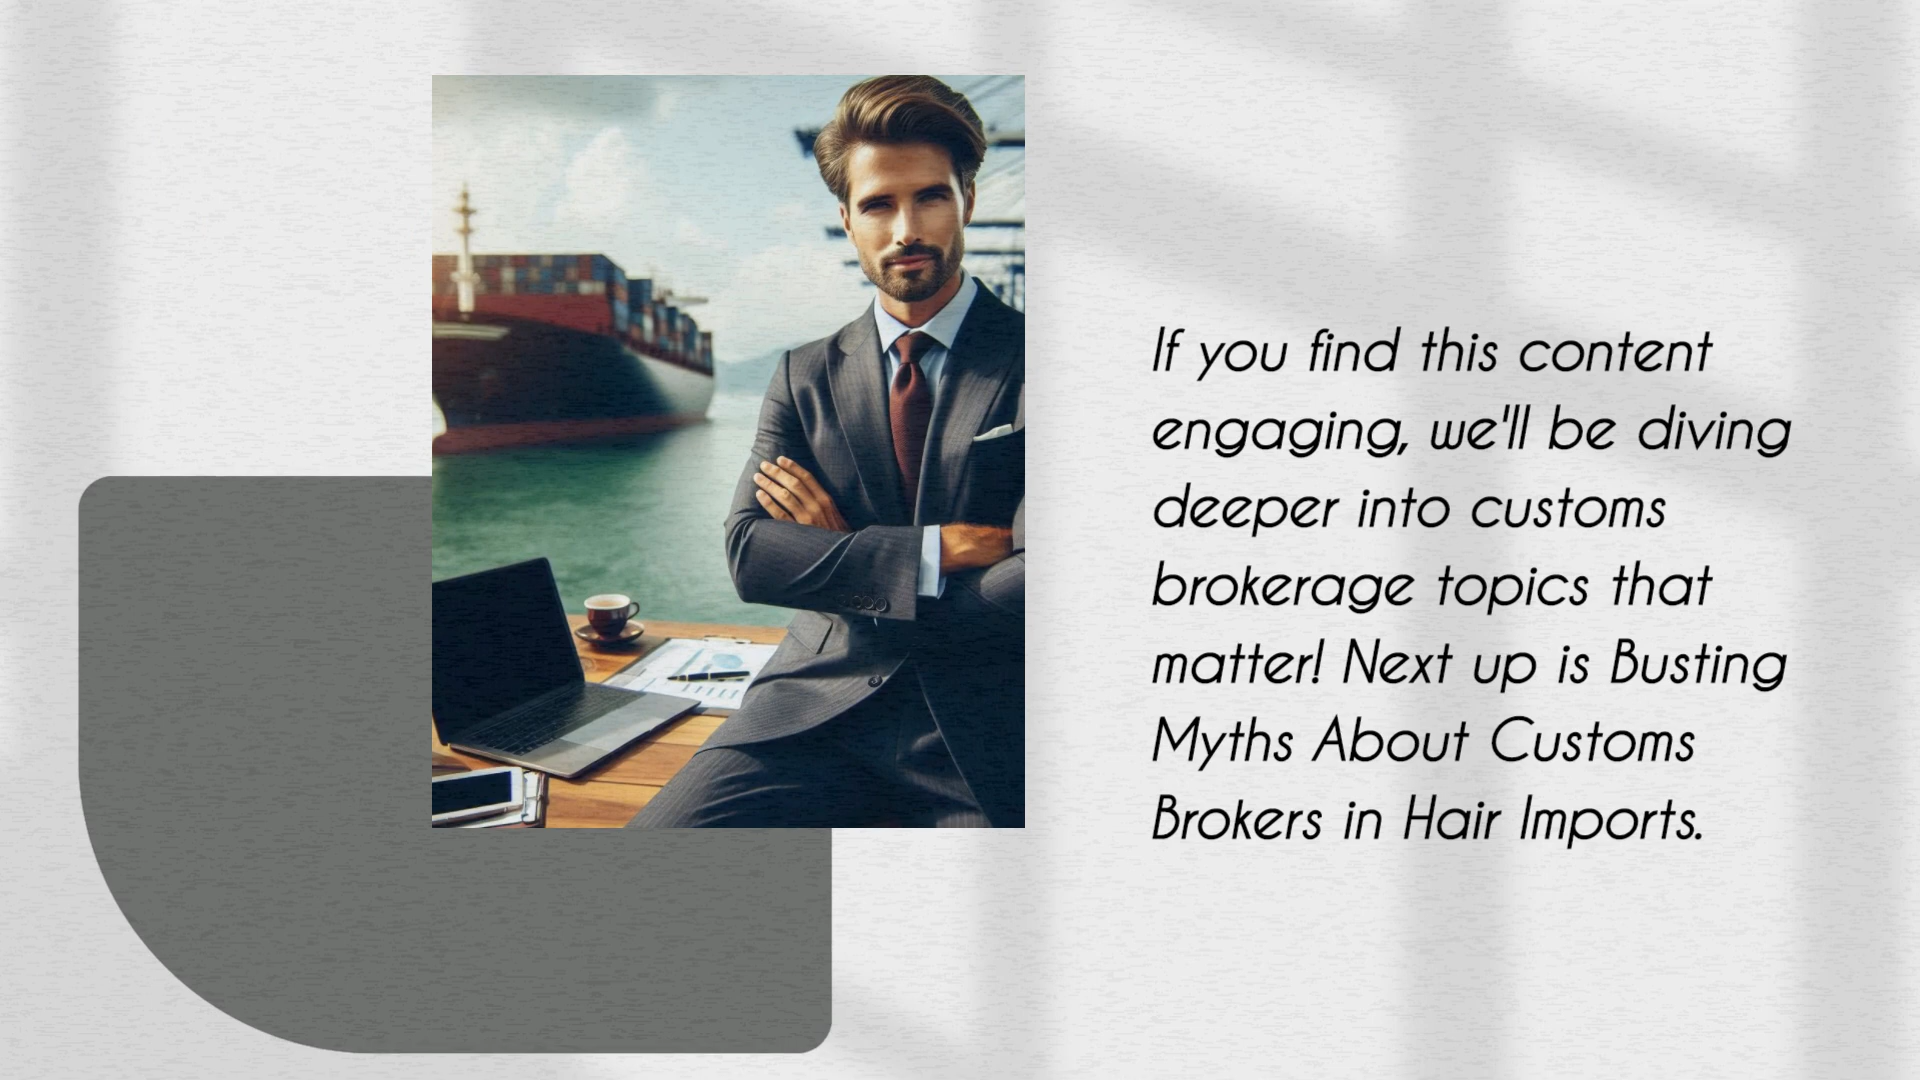 If you find this content
engaging, we'll be diving
deeper into customs
brokerage topics that
matter! Next up is Busting
Myths About Customs
Brokers in Hair Imports.